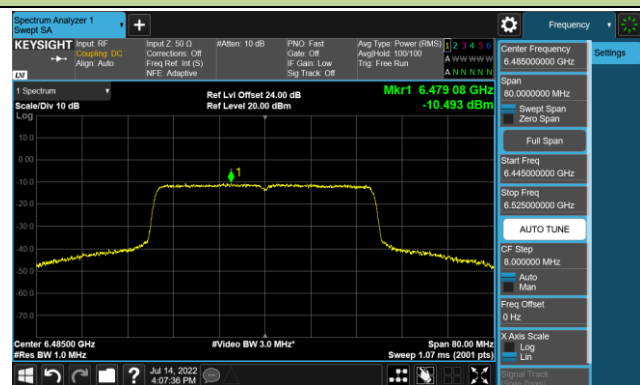 Spectrum Analyzer 1
Swept SA
Frequency
KEYSIGHT
Input: RF
Coupling: DC
Align: Auto
Input Z: 50 Ω
Corrections: Off
Freq Ref: Int (S)
NFE: Adaptive
#Atten: 10 dB
PNO: Fast
Gate: Off
IF Gain: Low
Sig Track: Off
Avg Type: Power (RMS)
Avg|Hold: 100/100
Trig: Free Run
1 2 3 4 5 6
A W W W W W
A N N N N N
LXI
1 Spectrum
Scale/Div 10 dB
Log
Ref Lvl Offset 24.00 dB
Ref Level 20.00 dBm
Mkr1 6.479 08 GHz
-10.493 dBm
10.0
0.00
-10.0
-20.0
-30.0
-40.0
-50.0
-60.0
-70.0
1
Center 6.48500 GHz
#Res BW 1.0 MHz
#Video BW 3.0 MHz*
Span 80.00 MHz
Sweep 1.07 ms (2001 pts)
Jul 14, 2022
4:07:36 PM
Center Frequency
6.485000000 GHz
Span
80.0000000 MHz
Swept Span
Zero Span
Full Span
Start Freq
6.445000000 GHz
Stop Freq
6.525000000 GHz
AUTO TUNE
CF Step
8.000000 MHz
Auto
Man
Freq Offset
0 Hz
X Axis Scale
Log
Lin
Signal Track
Settings